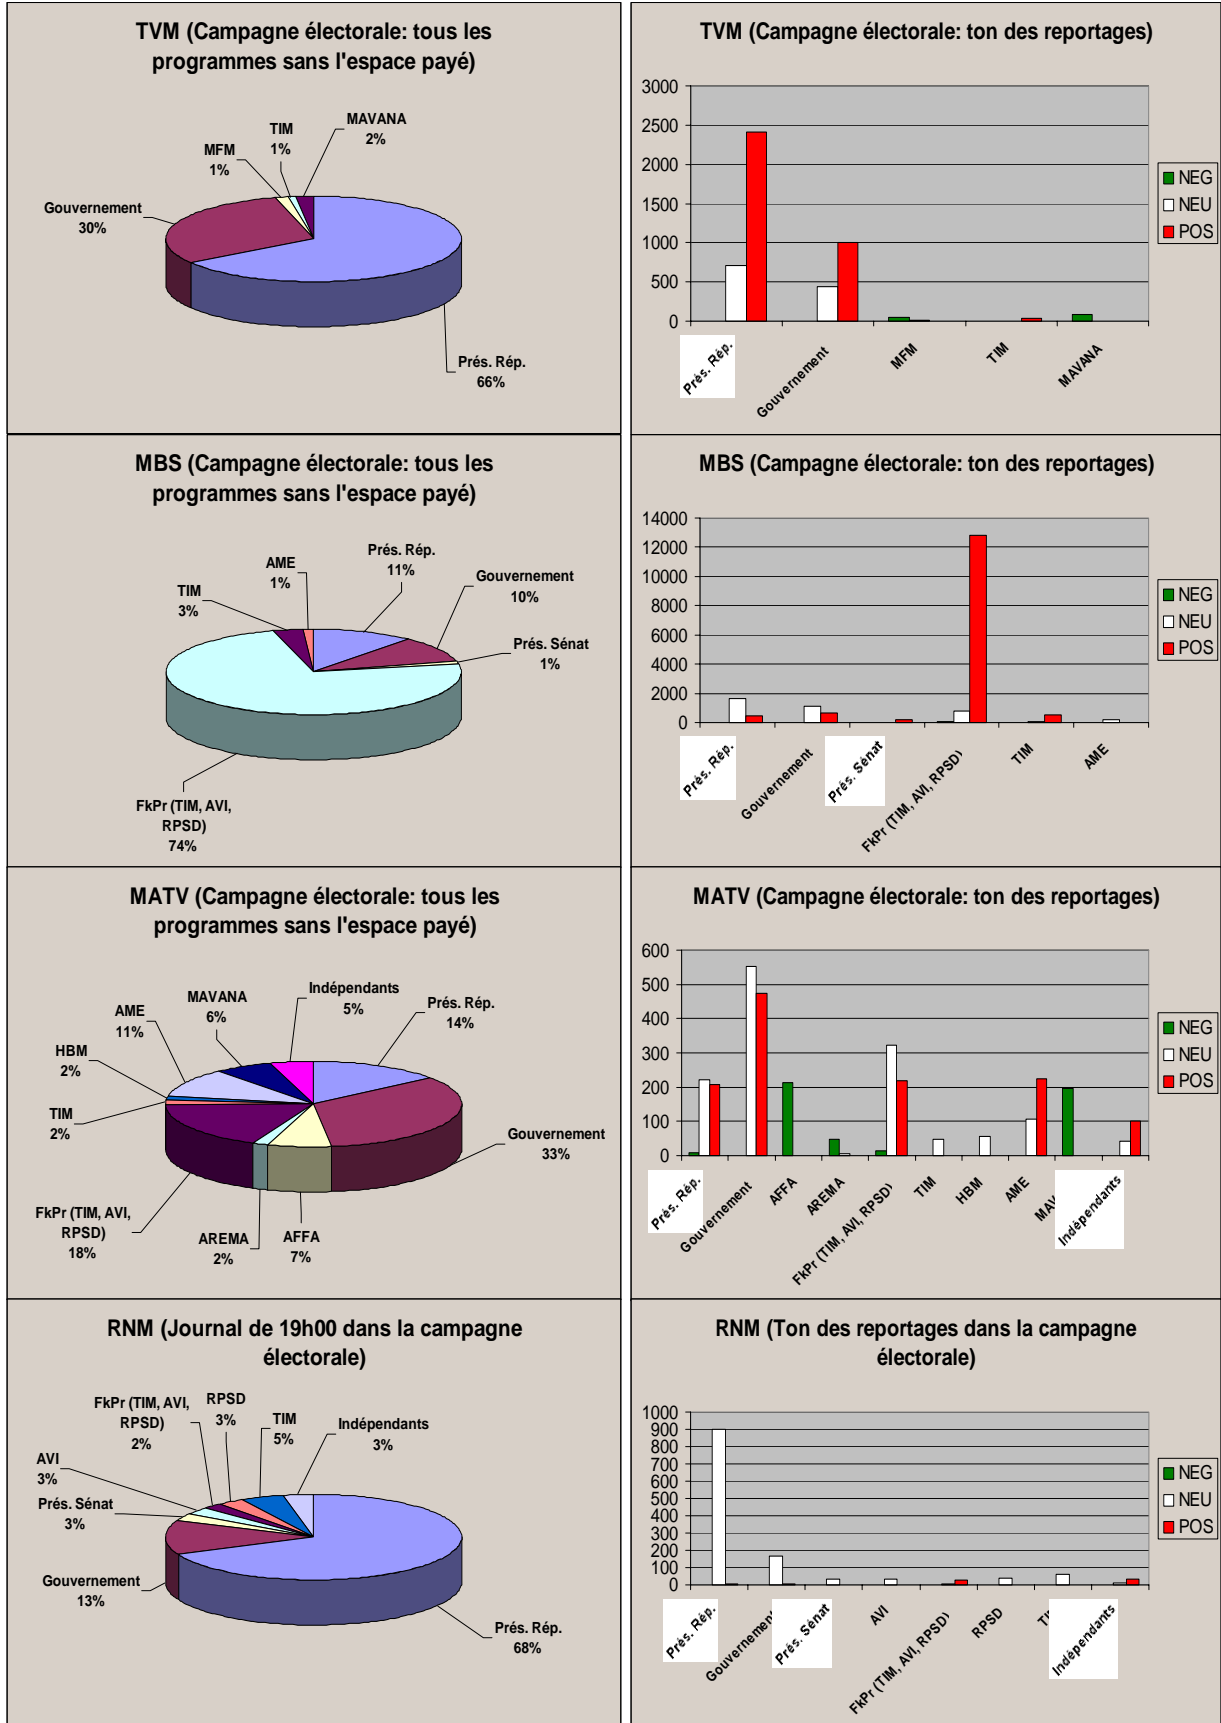 TVM (Campagne électorale: tous les
programmes sans l'espace payé)
MAVANA
2%
TIM
1%
MFM
1%
Gouvernement
30%
Prés. Rép.
66%
TVM (Campagne électorale: ton des reportages)
3000
2500
2000
1500
1000
500
0
Prés. Rép.
Gouvernement
MFM
TIM
MAVANA
NEG
NEU
POS
MBS (Campagne électorale: tous les
programmes sans l'espace payé)
Prés. Rép.
11%
AME
1%
Gouvernement
10%
TIM
3%
Prés. Sénat
1%
FkPr (TIM, AVI,
RPSD)
74%
MBS (Campagne électorale: ton des reportages)
14000
12000
10000
8000
6000
4000
2000
0
Prés. Rép.
Gouvernement
Prés. Sénat
FkPr (TIM, AVI, RPSD)
TIM
AME
NEG
NEU
POS
MATV (Campagne électorale: tous les
programmes sans l'espace payé)
Indépendants
5%
MAVANA
6%
Prés. Rép.
14%
AME
11%
HBM
2%
TIM
2%
Gouvernement
33%
FkPr (TIM, AVI,
RPSD)
18%
AREMA
2%
AFFA
7%
MATV (Campagne électorale: ton des reportages)
600
500
400
300
200
100
0
Prés. Rép.
Gouvernement
AFFA
AREMA
FkPr (TIM, AVI, RPSD)
TIM
HBM
AME
MAV
Indépendants
NEG
NEU
POS
RNM (Journal de 19h00 dans la campagne
électorale)
FkPr (TIM, AVI,
RPSD)
2%
RPSD
3%
TIM
5%
Indépendants
3%
AVI
3%
Prés. Sénat
3%
Gouvernement
13%
Prés. Rép.
68%
RNM (Ton des reportages dans la campagne
électorale)
1000
900
800
700
600
500
400
300
200
100
0
Prés. Rép.
Gouvernement
Prés. Sénat
AVI
FkPr (TIM, AVI, RPSD)
RPSD
Indépendants
NEG
NEU
POS